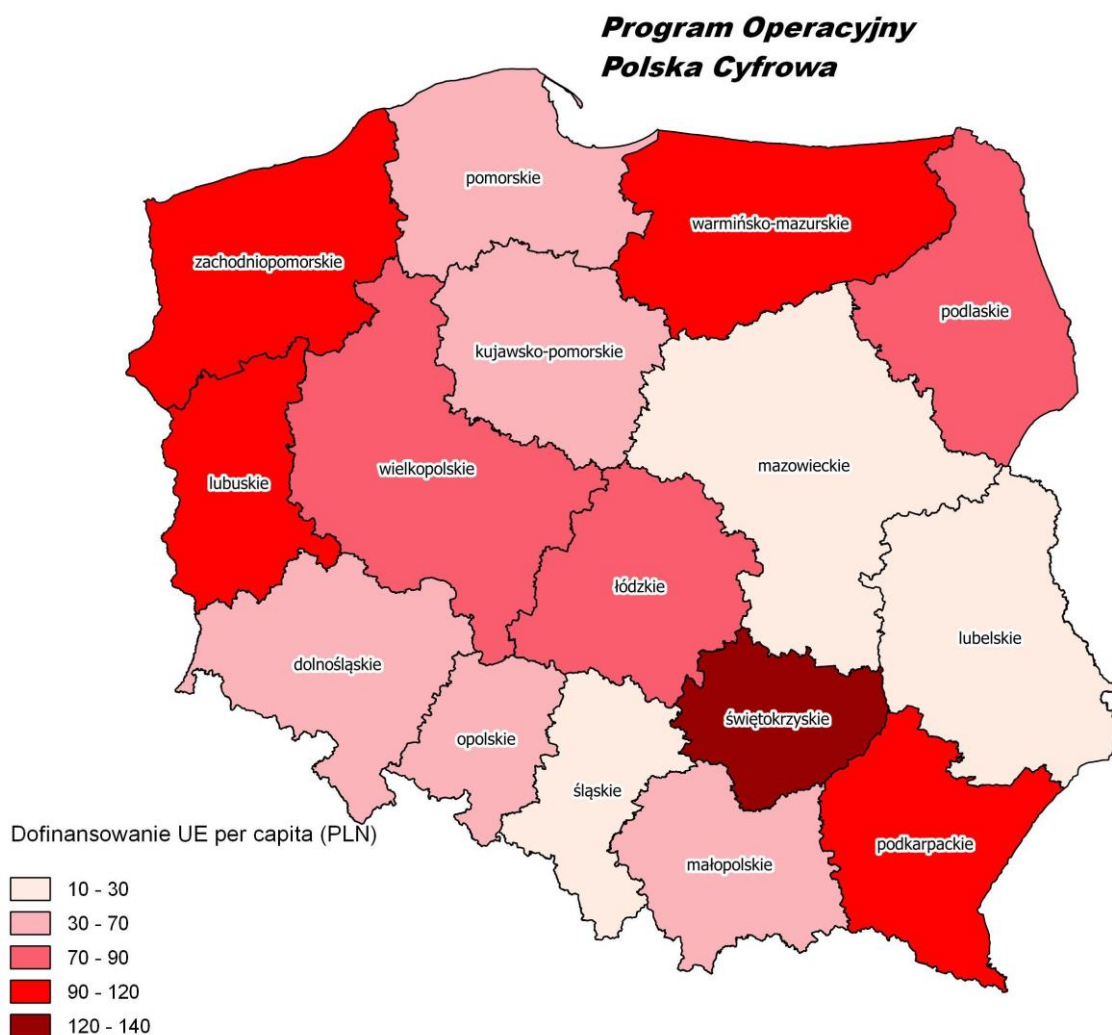 Program Operacyjny
Polska Cyfrowa
pomorskie
warmińsko-mazurskie
zachodniopomorskie
podlaskie
kujawsko-pomorskie
mazowieckie
wielkopolskie
lubuskie
łódzkie
lubelskie
dolnośląskie
świętokrzyskie
opolskie
śląskie
podkarpackie
małopolskie
Dofinansowanie UE per capita (PLN)
10 - 30
30 - 70
70 - 90
90 - 120
120 - 140